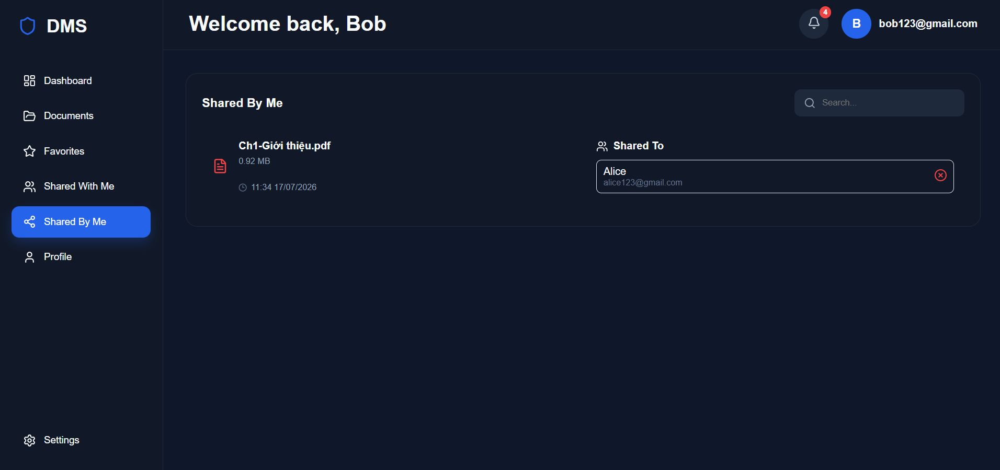 DMS
Dashboard
Documents
Favorites
Shared With Me
Shared By Me
Profile
Settings
Welcome back, Bob
4
B
bob123@gmail.com
Shared By Me
Search...
Ch1-Giới thiệu.pdf
0.92 MB
11:34 17/07/2026
Shared To
Alice
alice123@gmail.com